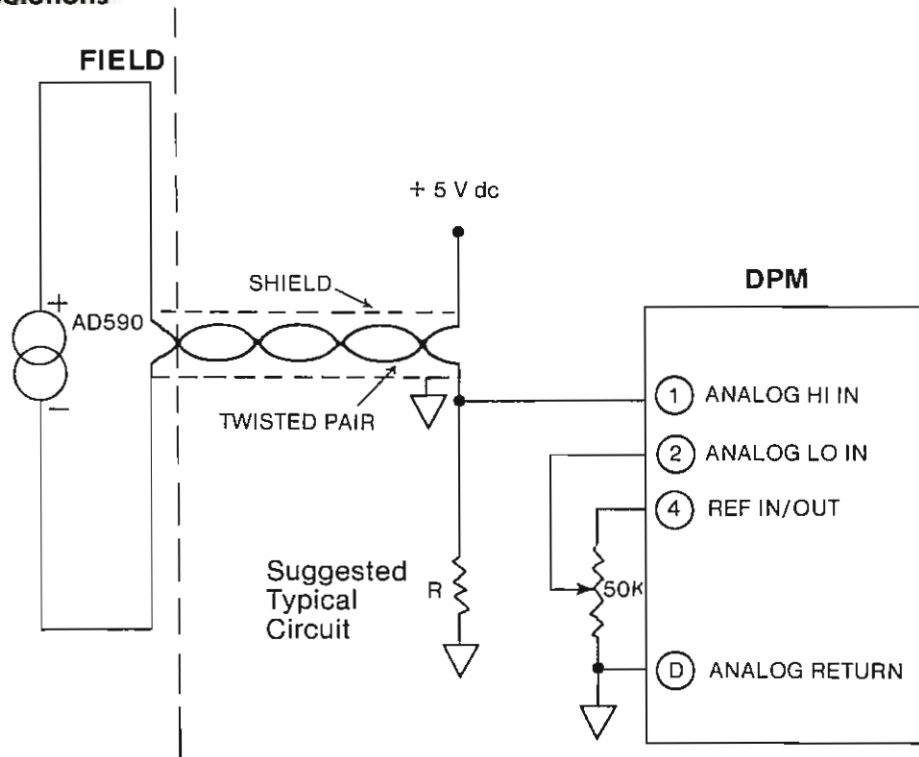 FIELD
+ 5 V dc
DPM
SHIELD
+
AD590
−
TWISTED PAIR
1 ANALOG HI IN
2 ANALOG LO IN
4 REF IN/OUT
Suggested
Typical
Circuit
R
50K
D ANALOG RETURN